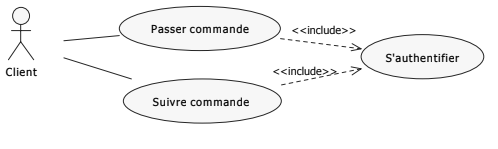 Passer commande
<<include>>
S'authentifier
Client
<<include>>
Suivre commande